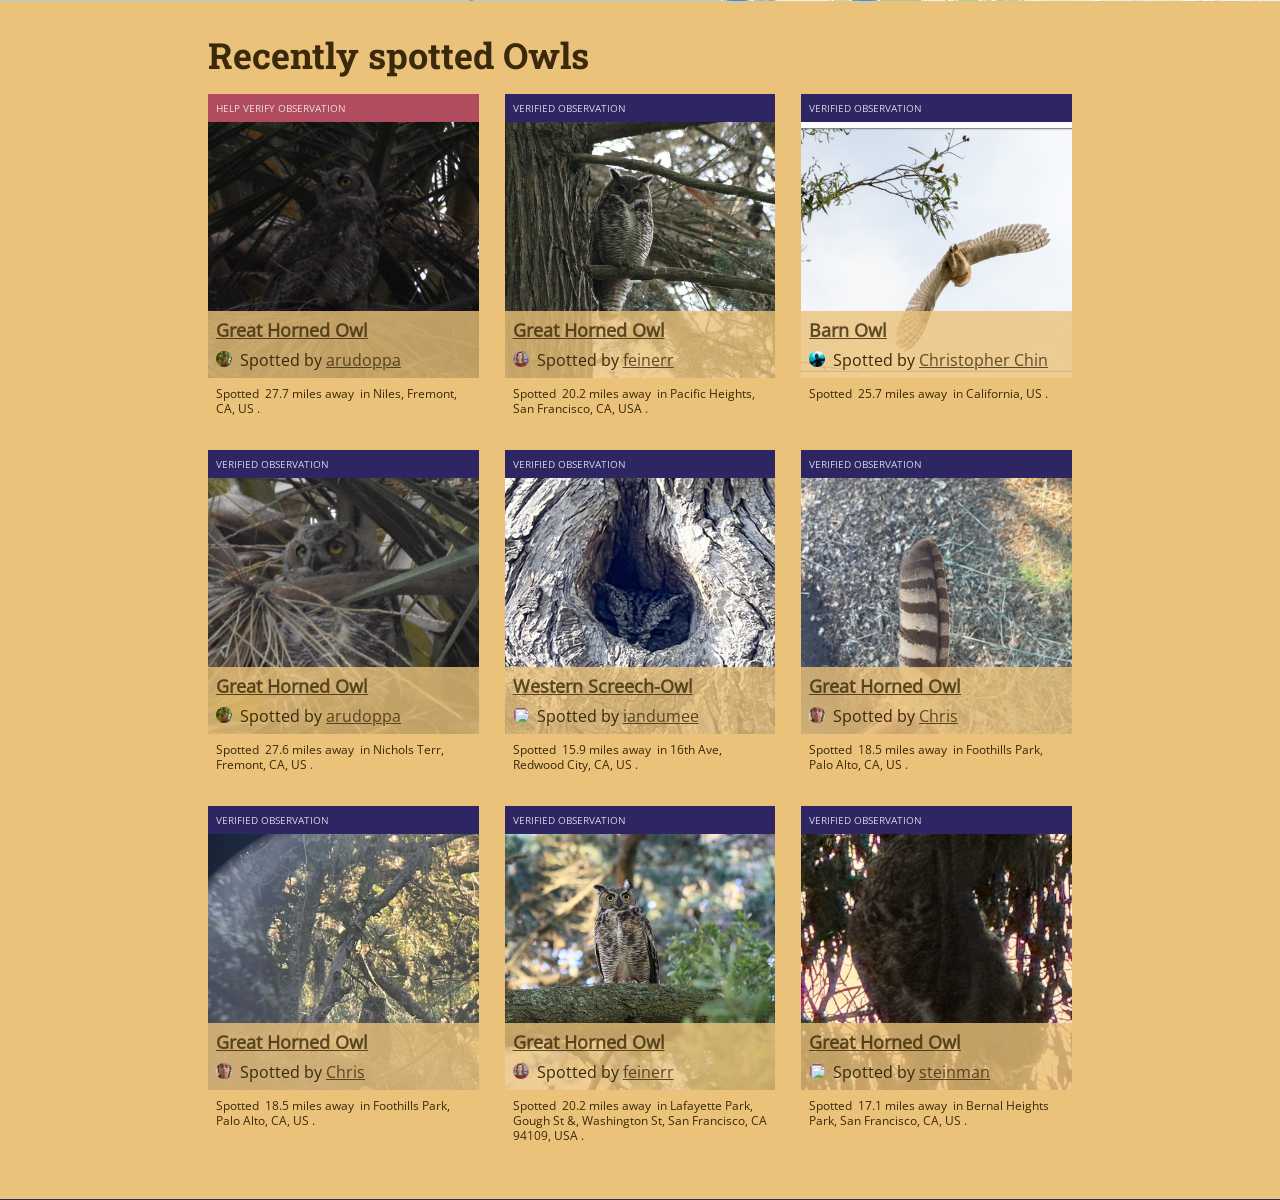 Recently spotted Owls
HELP VERIFY OBSERVATION
Great Horned Owl
Spotted by arudoppa
Spotted 27.7 miles away in Niles, Fremont,
CA, US .
VERIFIED OBSERVATION
Great Horned Owl
Spotted by feinerr
Spotted 20.2 miles away in Pacific Heights,
San Francisco, CA, USA .
VERIFIED OBSERVATION
Barn Owl
Spotted by Christopher Chin
Spotted 25.7 miles away in California, US .
VERIFIED OBSERVATION
Great Horned Owl
Spotted by arudoppa
Spotted 27.6 miles away in Nichols Terr,
Fremont, CA, US .
VERIFIED OBSERVATION
Western Screech-Owl
Spotted by iandumee
Spotted 15.9 miles away in 16th Ave,
Redwood City, CA, US .
VERIFIED OBSERVATION
Great Horned Owl
Spotted by Chris
Spotted 18.5 miles away in Foothills Park,
Palo Alto, CA, US .
VERIFIED OBSERVATION
Great Horned Owl
Spotted by Chris
Spotted 18.5 miles away in Foothills Park,
Palo Alto, CA, US .
VERIFIED OBSERVATION
Great Horned Owl
Spotted by feinerr
Spotted 20.2 miles away in Lafayette Park,
Gough St &, Washington St, San Francisco, CA
94109, USA .
VERIFIED OBSERVATION
Great Horned Owl
Spotted by steinman
Spotted 17.1 miles away in Bernal Heights
Park, San Francisco, CA, US .